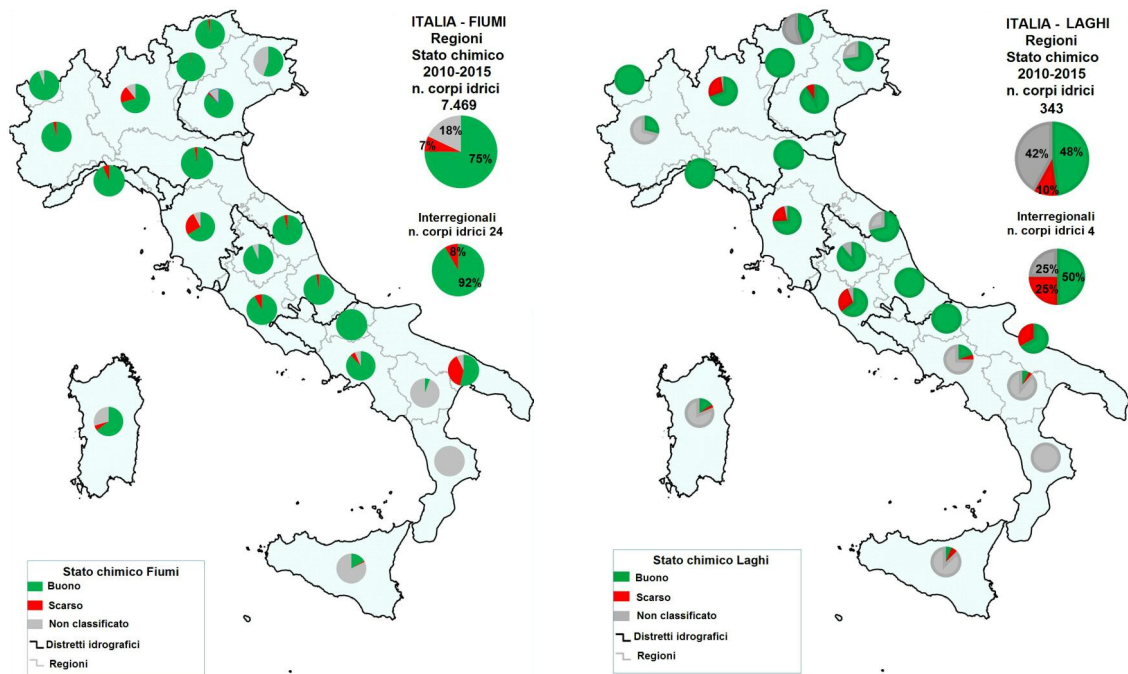 ITALIA - FIUMI
Regioni
Stato chimico
2010-2015
n. corpi idrici
7.469
18%
7%
75%
Interregionali
n. corpi idrici 24
8%
92%
Stato chimico Fiumi
Buono
Scarso
Non classificato
Distretti idrografici
Regioni
ITALIA - LAGHI
Regioni
Stato chimico
2010-2015
n. corpi idrici
343
42%
48%
10%
Interregionali
n. corpi idrici 4
25%
50%
25%
Stato chimico Laghi
Buono
Scarso
Non classificato
Distretti idrografici
Regioni